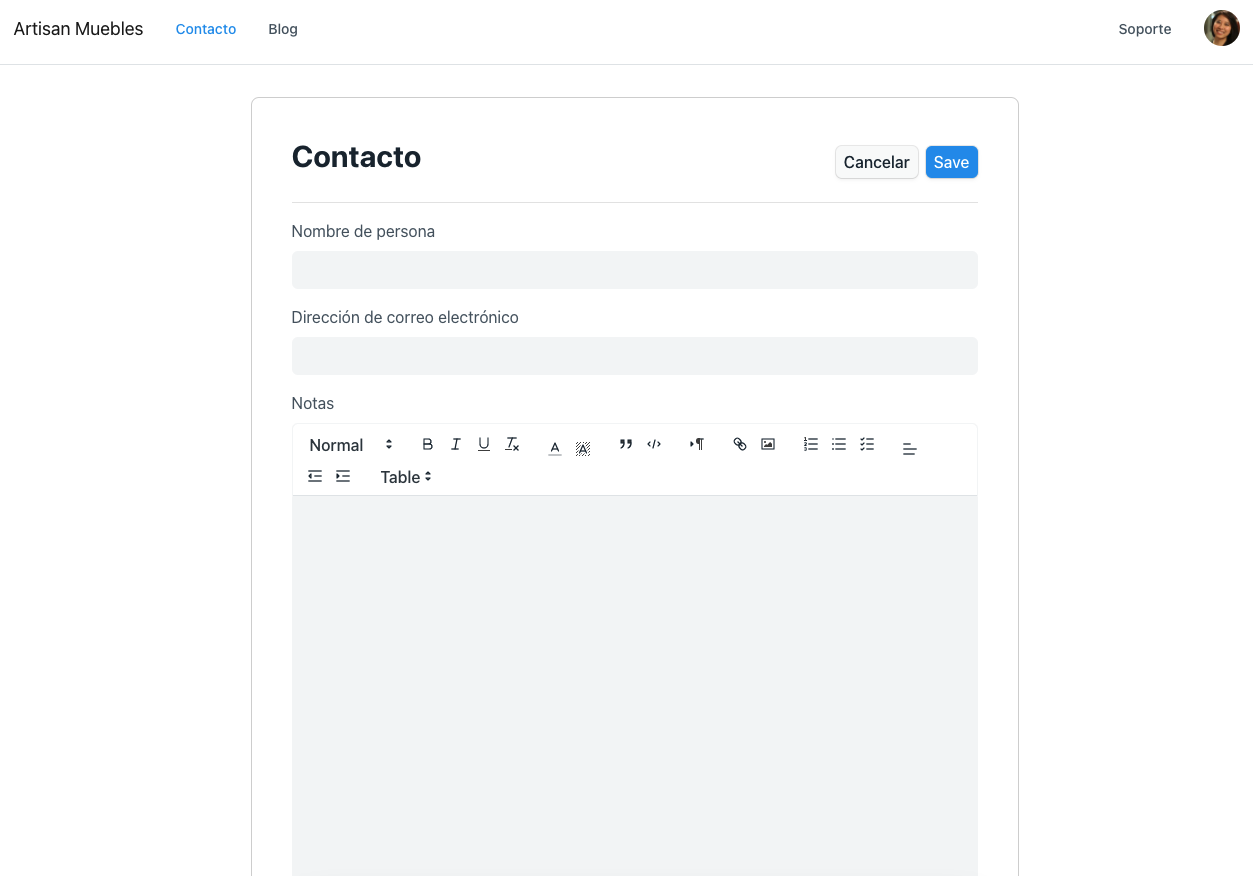 Artisan Muebles Contacto Blog Soporte
Contacto
Cancelar Save
Nombre de persona
Dirección de correo electrónico
Notas
Normal
Table